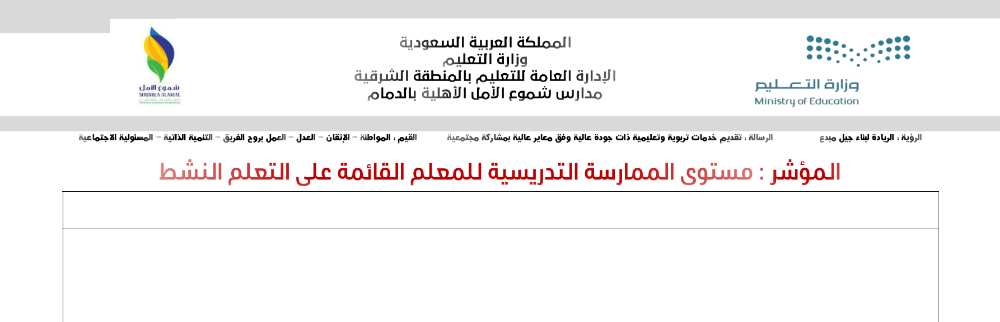 المملكة العربية السعودية
وزارة التعليم
الإدارة العامة للتعليم بالمنطقة الشرقية
مدارس شموع الأمل الأهلية بالدمام
وزارة التعـــليم
Ministry of Education
شموع الأمل
SHUMUA ALAMAL
الرؤية : الريادة لبناء جيل مبدع
الرسالة : تقديم خدمات تربوية وتعليمية ذات جودة عالية وفق معاير عالية بمشاركة مجتمعية
القيم : المواطنة – الإتقان – العدل – العمل بروح الفريق – التنمية الذاتية – المسئولية الاجتماعية
المؤشر : مستوى الممارسة التدريسية للمعلم القائمة على التعلم النشط